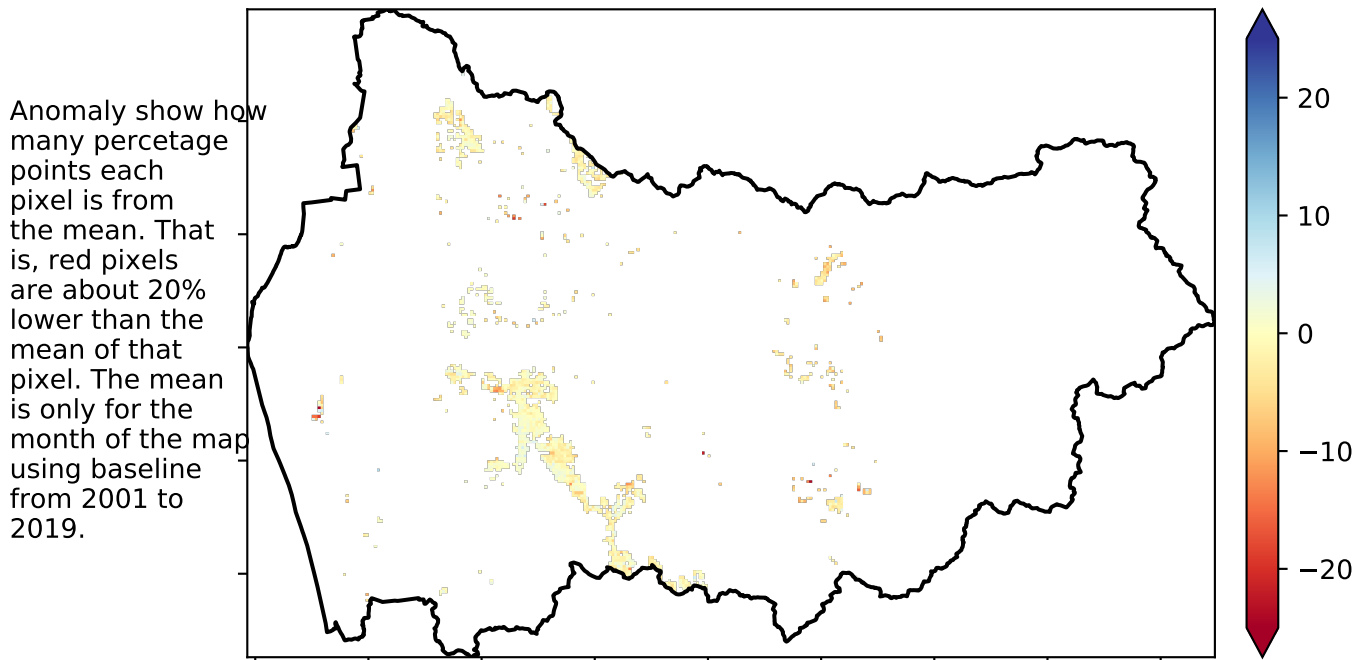 Anomaly show how
many percetage
points each
pixel is from
the mean. That
is, red pixels
are about 20%
lower than the
mean of that
pixel. The mean
is only for the
month of the map
using baseline
from 2001 to
2019.
20
10
0
−10
−20